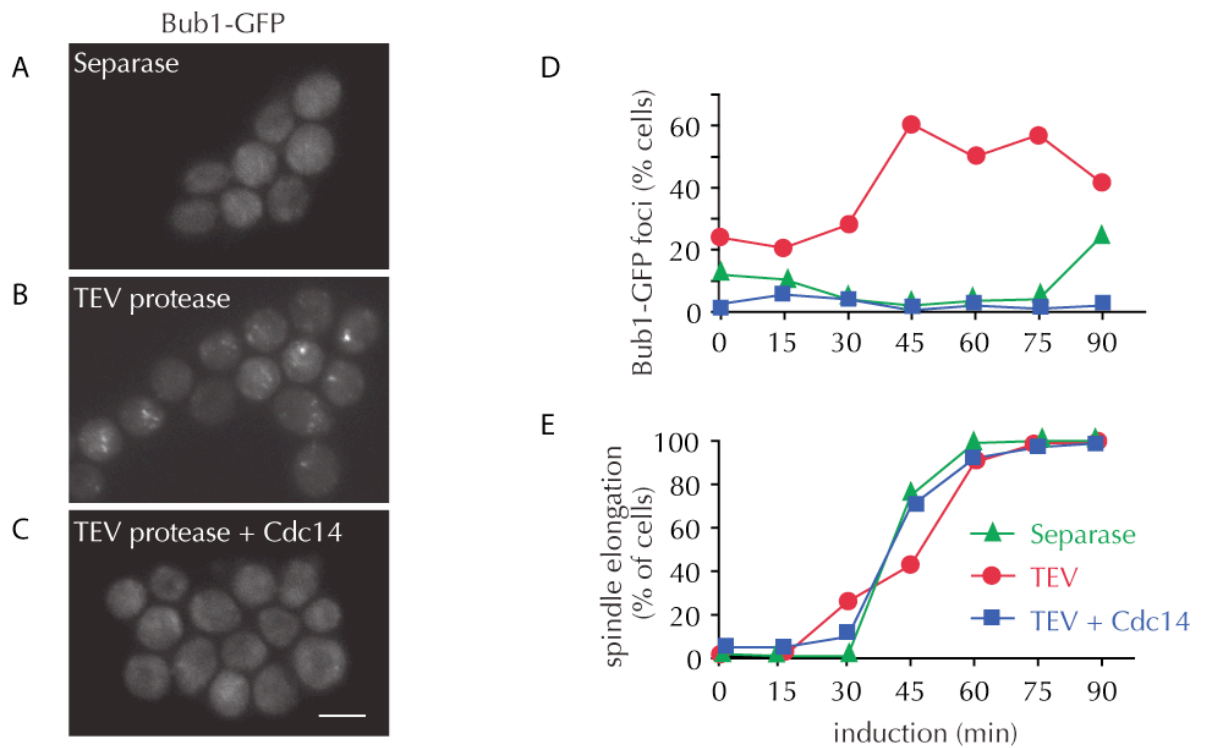 Bub1-GFP
A
Separase
B
TEV protease
C
TEV protease + Cdc14
D
Bub1-GFP foci (% cells)
60
40
20
0
0 15 30 45 60 75 90
E
spindle elongation
(% of cells)
100
80
60
40
20
0
Separase
TEV
TEV + Cdc14
0 15 30 45 60 75 90
induction (min)